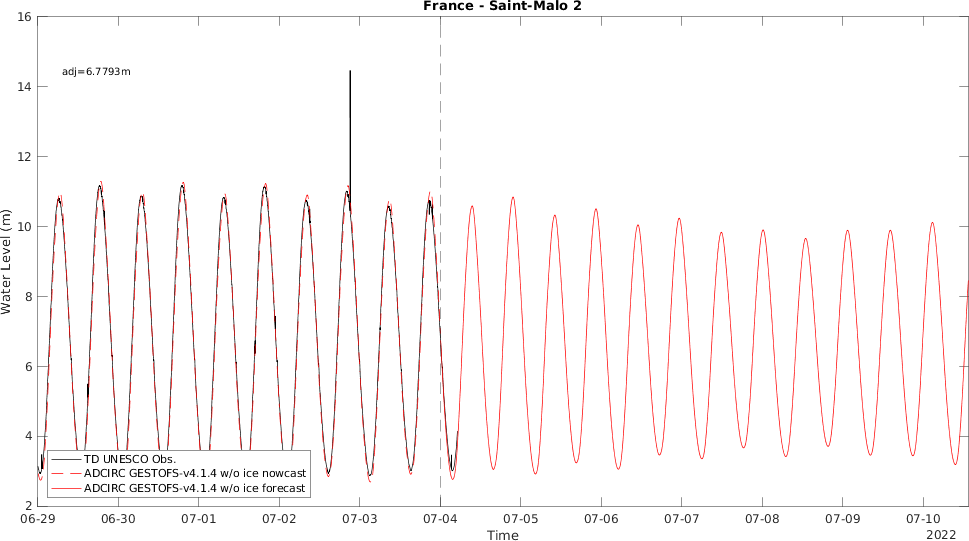 France - Saint-Malo 2
adj=6.7793m
Water Level (m)
16
14
12
10
8
6
4
2
TD UNESCO Obs.
ADCIRC GESTOFS-v4.1.4 w/o ice nowcast
ADCIRC GESTOFS-v4.1.4 w/o ice forecast
06-29 06-30 07-01 07-02 07-03 07-04 07-05 07-06 07-07 07-08 07-09 07-10
Time
2022